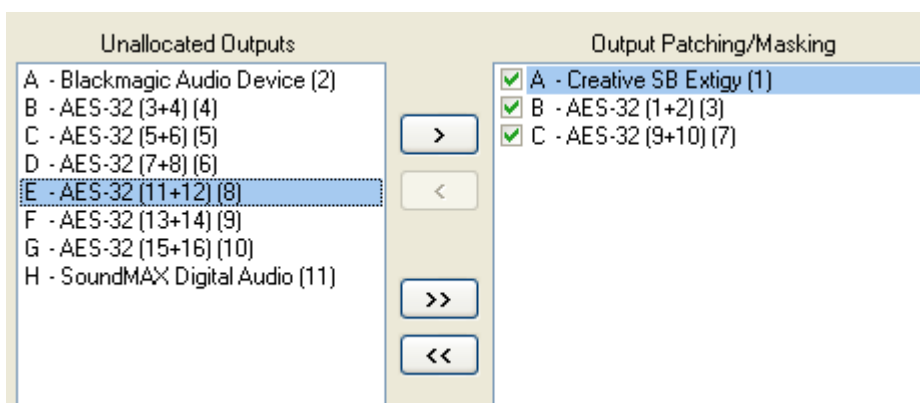 Unallocated Outputs
A - Blackmagic Audio Device (2)
B - AES-32 (3+4) (4)
C - AES-32 (5+6) (5)
D - AES-32 (7+8) (6)
E - AES-32 (11+12) (8)
F - AES-32 (13+14) (9)
G - AES-32 (15+16) (10)
H - SoundMAX Digital Audio (11)
>
<
>>
<<
Output Patching/Masking
A - Creative SB Extigy (1)
B - AES-32 (1+2) (3)
C - AES-32 (9+10) (7)